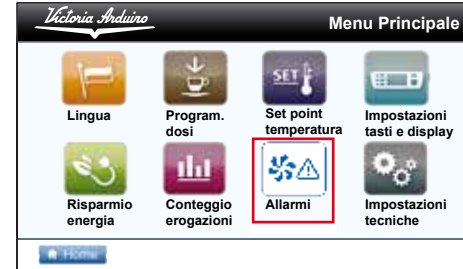 Victoria Arduino
Menu Principale
SET
Lingua
Program.
dosi
Set point
temperatura
Impostazioni
tasti e display
Risparmio
energia
Conteggio
erogazioni
Allarmi
Impostazioni
tecniche
Home